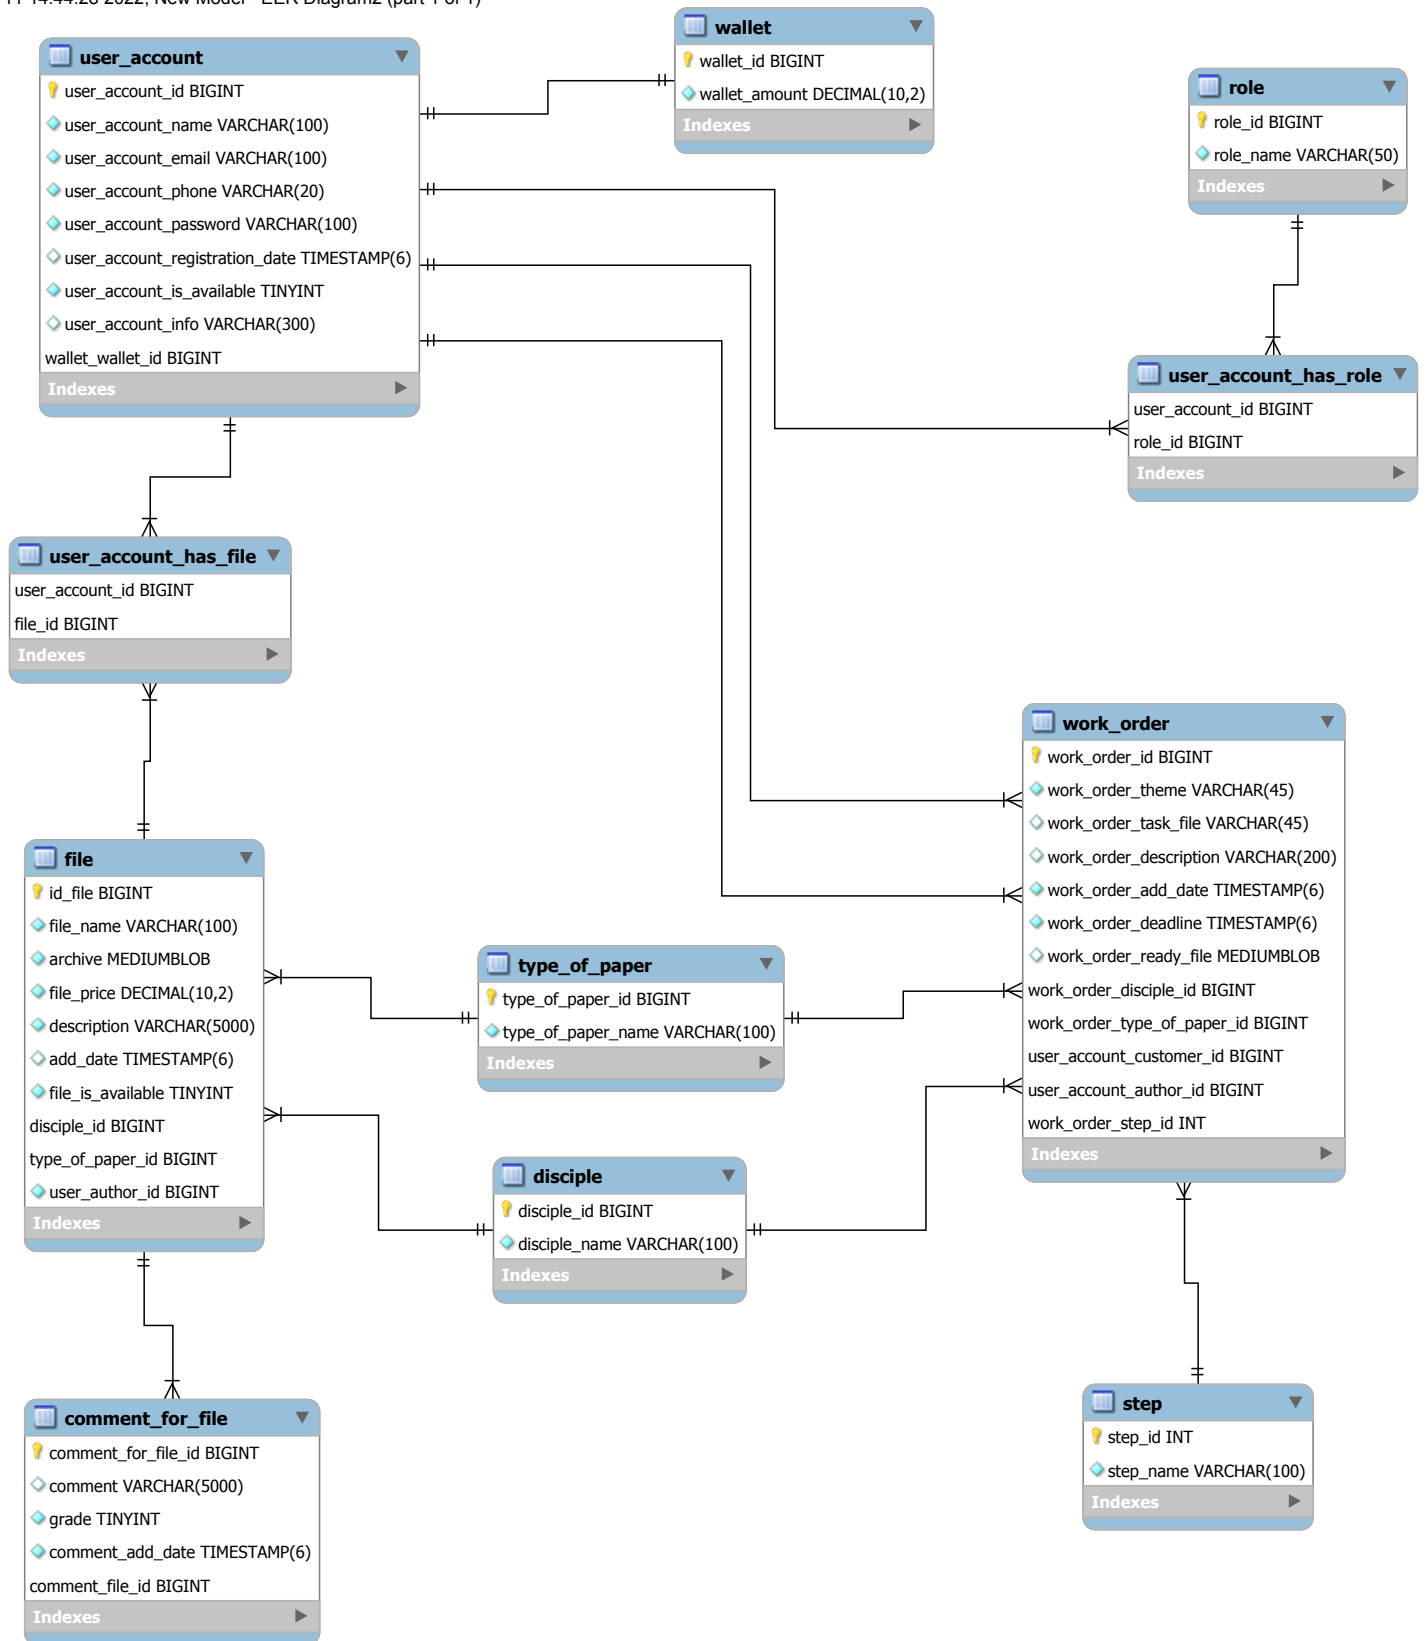 wallet
wallet_id BIGINT
wallet_amount DECIMAL(10,2)
Indexes
user_account
user_account_id BIGINT
user_account_name VARCHAR(100)
user_account_email VARCHAR(100)
user_account_phone VARCHAR(20)
user_account_password VARCHAR(100)
user_account_registration_date TIMESTAMP(6)
user_account_is_available TINYINT
user_account_info VARCHAR(300)
wallet_wallet_id BIGINT
Indexes
role
role_id BIGINT
role_name VARCHAR(50)
Indexes
user_account_has_role
user_account_id BIGINT
role_id BIGINT
Indexes
user_account_has_file
user_account_id BIGINT
file_id BIGINT
Indexes
work_order
work_order_id BIGINT
work_order_theme VARCHAR(45)
work_order_task_file VARCHAR(45)
work_order_description VARCHAR(200)
work_order_add_date TIMESTAMP(6)
work_order_deadline TIMESTAMP(6)
work_order_ready_file MEDIUMBLOB
work_order_disciple_id BIGINT
work_order_type_of_paper_id BIGINT
user_account_customer_id BIGINT
user_account_author_id BIGINT
work_order_step_id INT
Indexes
file
id_file BIGINT
file_name VARCHAR(100)
archive MEDIUMBLOB
file_price DECIMAL(10,2)
description VARCHAR(5000)
add_date TIMESTAMP(6)
file_is_available TINYINT
disciple_id BIGINT
type_of_paper_id BIGINT
user_author_id BIGINT
Indexes
type_of_paper
type_of_paper_id BIGINT
type_of_paper_name VARCHAR(100)
Indexes
disciple
disciple_id BIGINT
disciple_name VARCHAR(100)
Indexes
comment_for_file
comment_for_file_id BIGINT
comment VARCHAR(5000)
grade TINYINT
comment_add_date TIMESTAMP(6)
comment_file_id BIGINT
Indexes
step
step_id INT
step_name VARCHAR(100)
Indexes